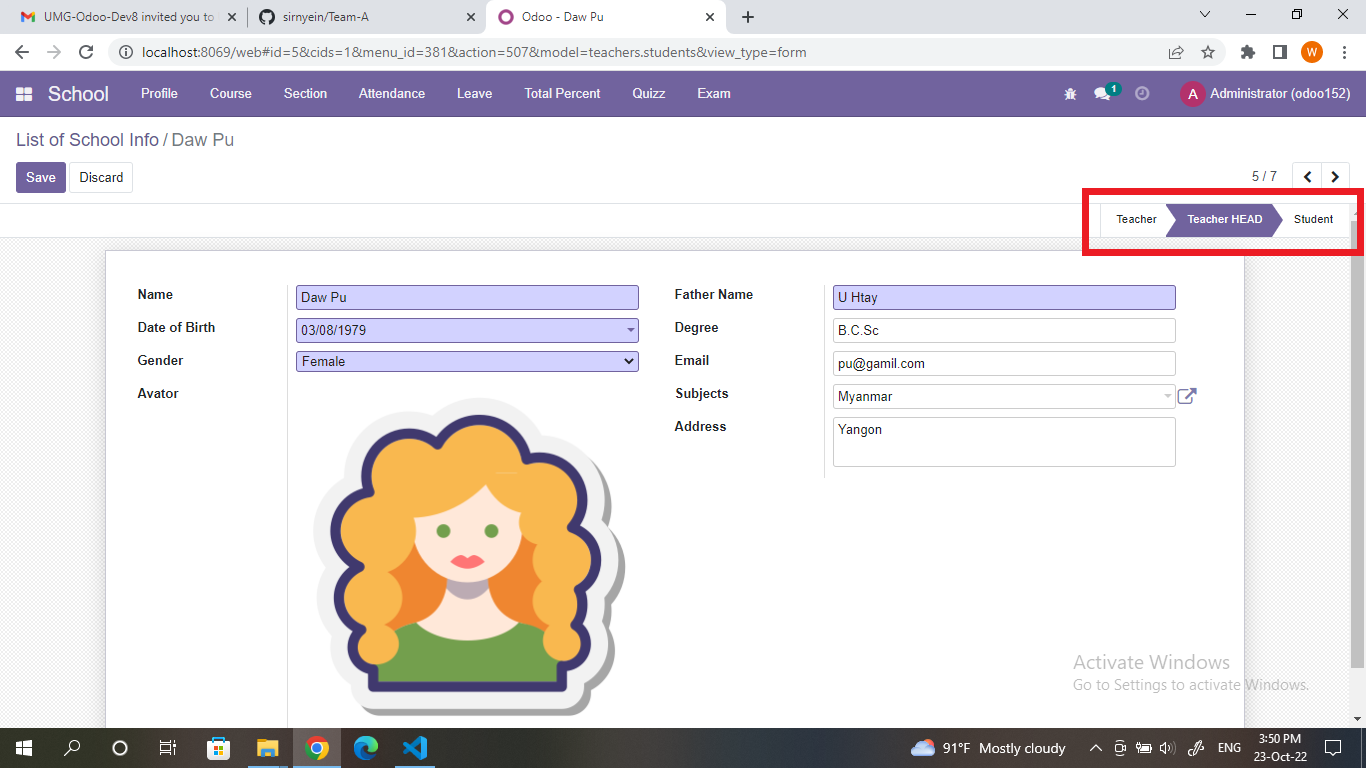 UMG-Odoo-Dev8 invited you to
sirnyein/Team-A
Odoo - Daw Pu
localhost:8069/web#id=5&cids=1&menu_id=381&action=507&model=teachers.students&view_type=form
W
School
Profile
Course
Section
Attendance
Leave
Total Percent
Quizz
Exam
1
A
Administrator (odoo152)
List of School Info / Daw Pu
Save
Discard
5 / 7
Teacher
Teacher HEAD
Student
Name
Daw Pu
Father Name
U Htay
Date of Birth
03/08/1979
Degree
B.C.Sc
Gender
Female
Email
pu@gamil.com
Avator
Subjects
Myanmar
Address
Yangon
Activate Windows
Go to Settings to activate Windows.
91°F Mostly cloudy
ENG
3:50 PM
23-Oct-22